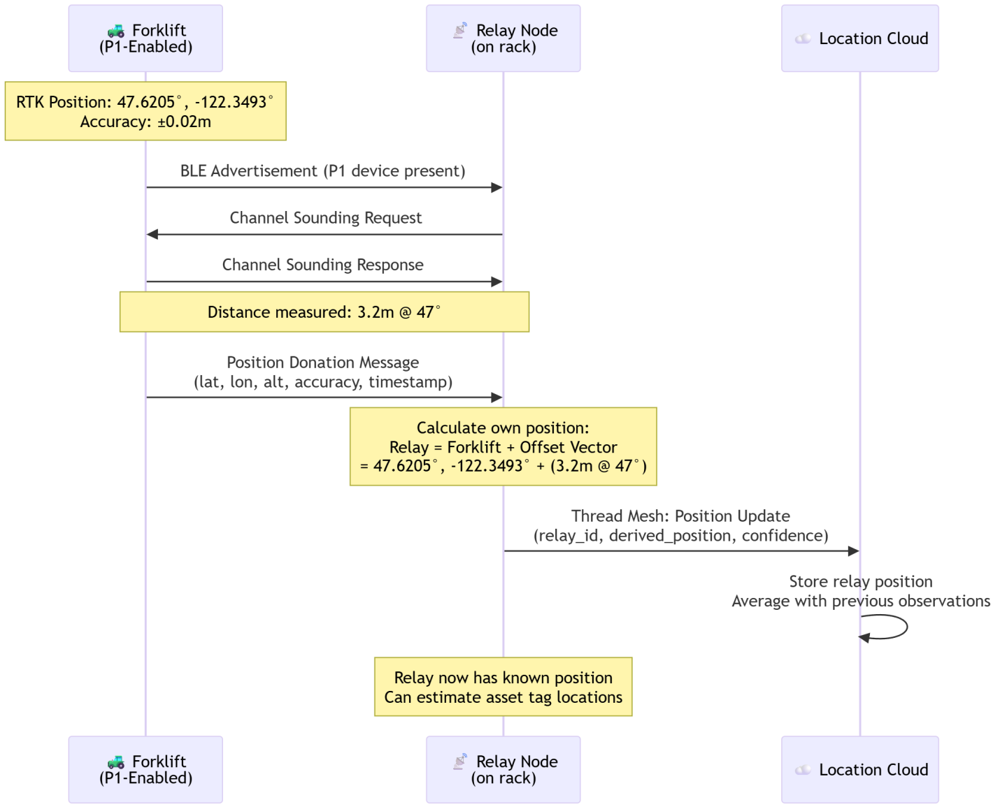 Forklift
(P1-Enabled)
Relay Node
(on rack)
Location Cloud
RTK Position: 47.6205°, -122.3493°
Accuracy: ±0.02m
BLE Advertisement (P1 device present)
Channel Sounding Request
Channel Sounding Response
Distance measured: 3.2m @ 47°
Position Donation Message
(lat, lon, alt, accuracy, timestamp)
Calculate own position:
Relay = Forklift + Offset Vector
= 47.6205°, -122.3493° + (3.2m @ 47°)
Thread Mesh: Position Update
(relay_id, derived_position, confidence)
Store relay position
Average with previous observations
Relay now has known position
Can estimate asset tag locations
Forklift
(P1-Enabled)
Relay Node
(on rack)
Location Cloud